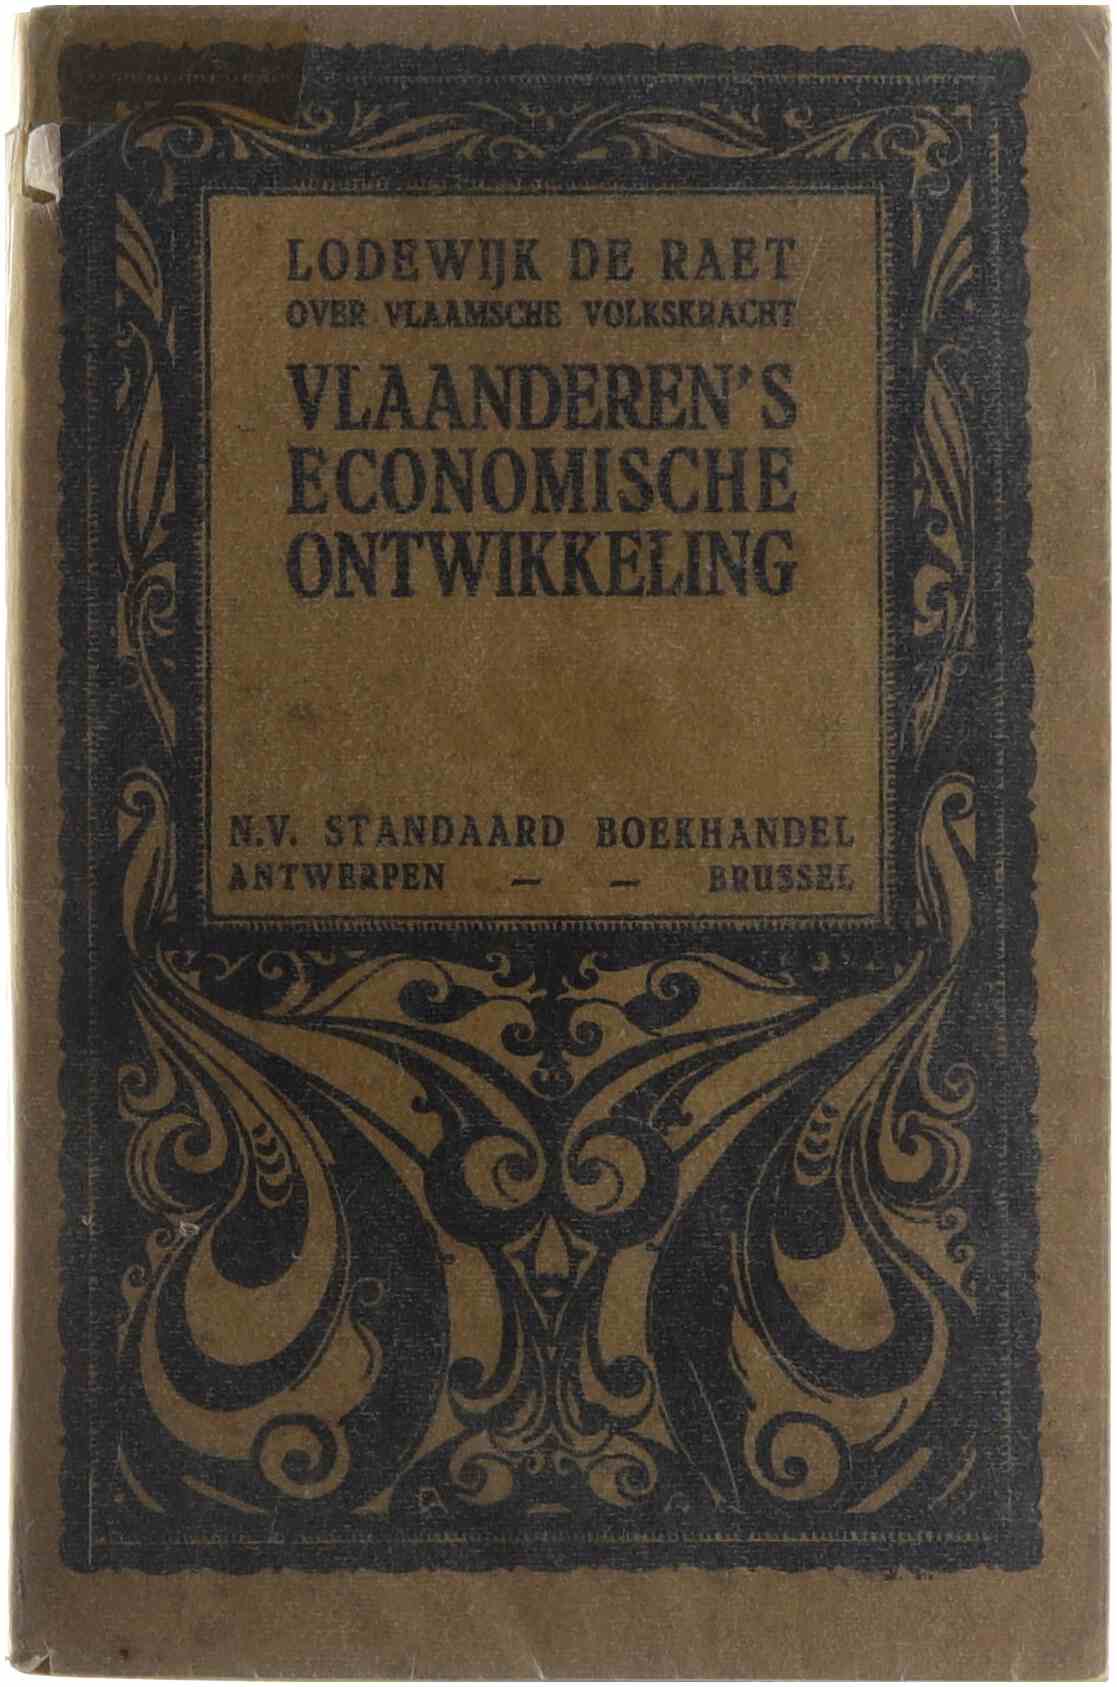 LODEWIJK DE RAET
OVER VLAAMSCHE VOLKSKRACHT
VLAANDEREN'S
ECONOMISCHE
ONTWIKKELING
N.V. STANDAARD BOEKHANDEL
ANTWERPEN — — BRUSSEL